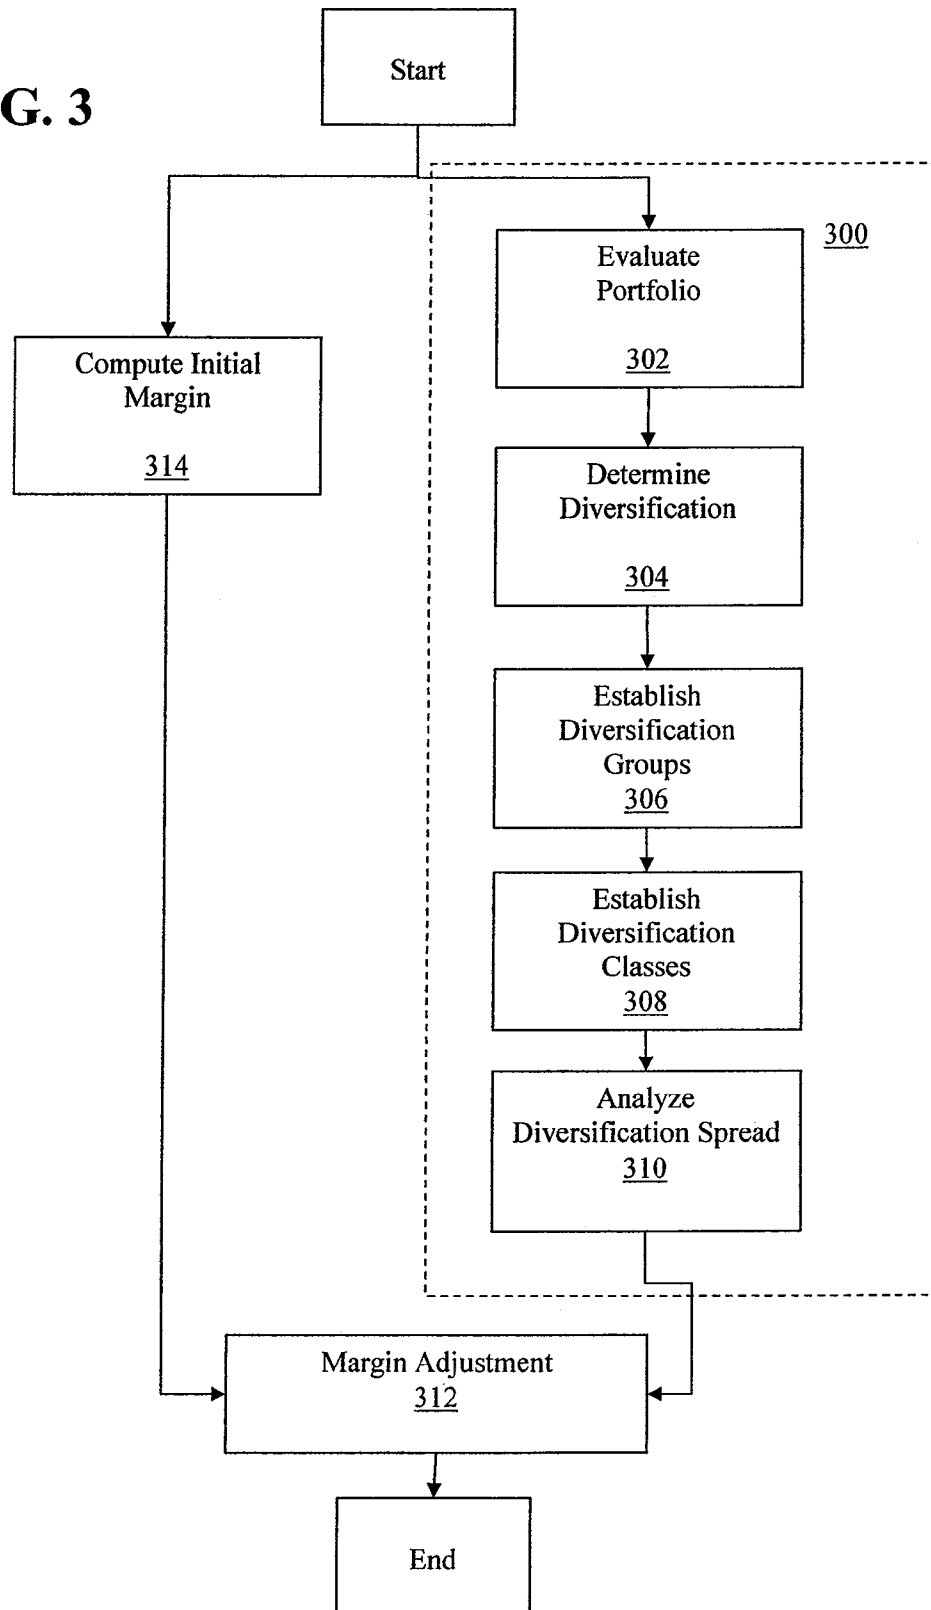 G. 3
Start
300
Evaluate
Portfolio
302
Compute Initial
Margin
314
Determine
Diversification
304
Establish
Diversification
Groups
306
Establish
Diversification
Classes
308
Analyze
Diversification Spread
310
Margin Adjustment
312
End